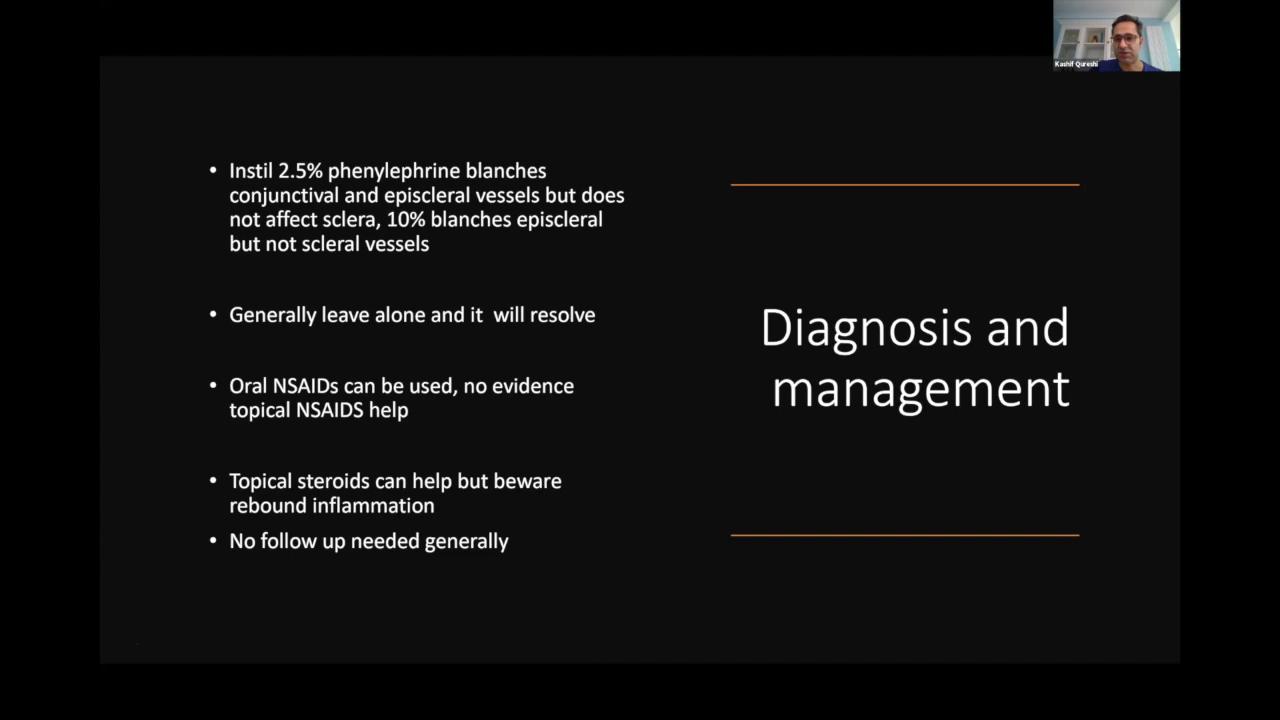 Kashif Qureshi
• Instil 2.5% phenylephrine blanches
conjunctival and episcleral vessels but does
not affect sclera, 10% blanches episcleral
but not scleral vessels
• Generally leave alone and it  will resolve
• Oral NSAIDs can be used, no evidence
topical NSAIDS help
• Topical steroids can help but beware
rebound inflammation
• No follow up needed generally
Diagnosis and
management